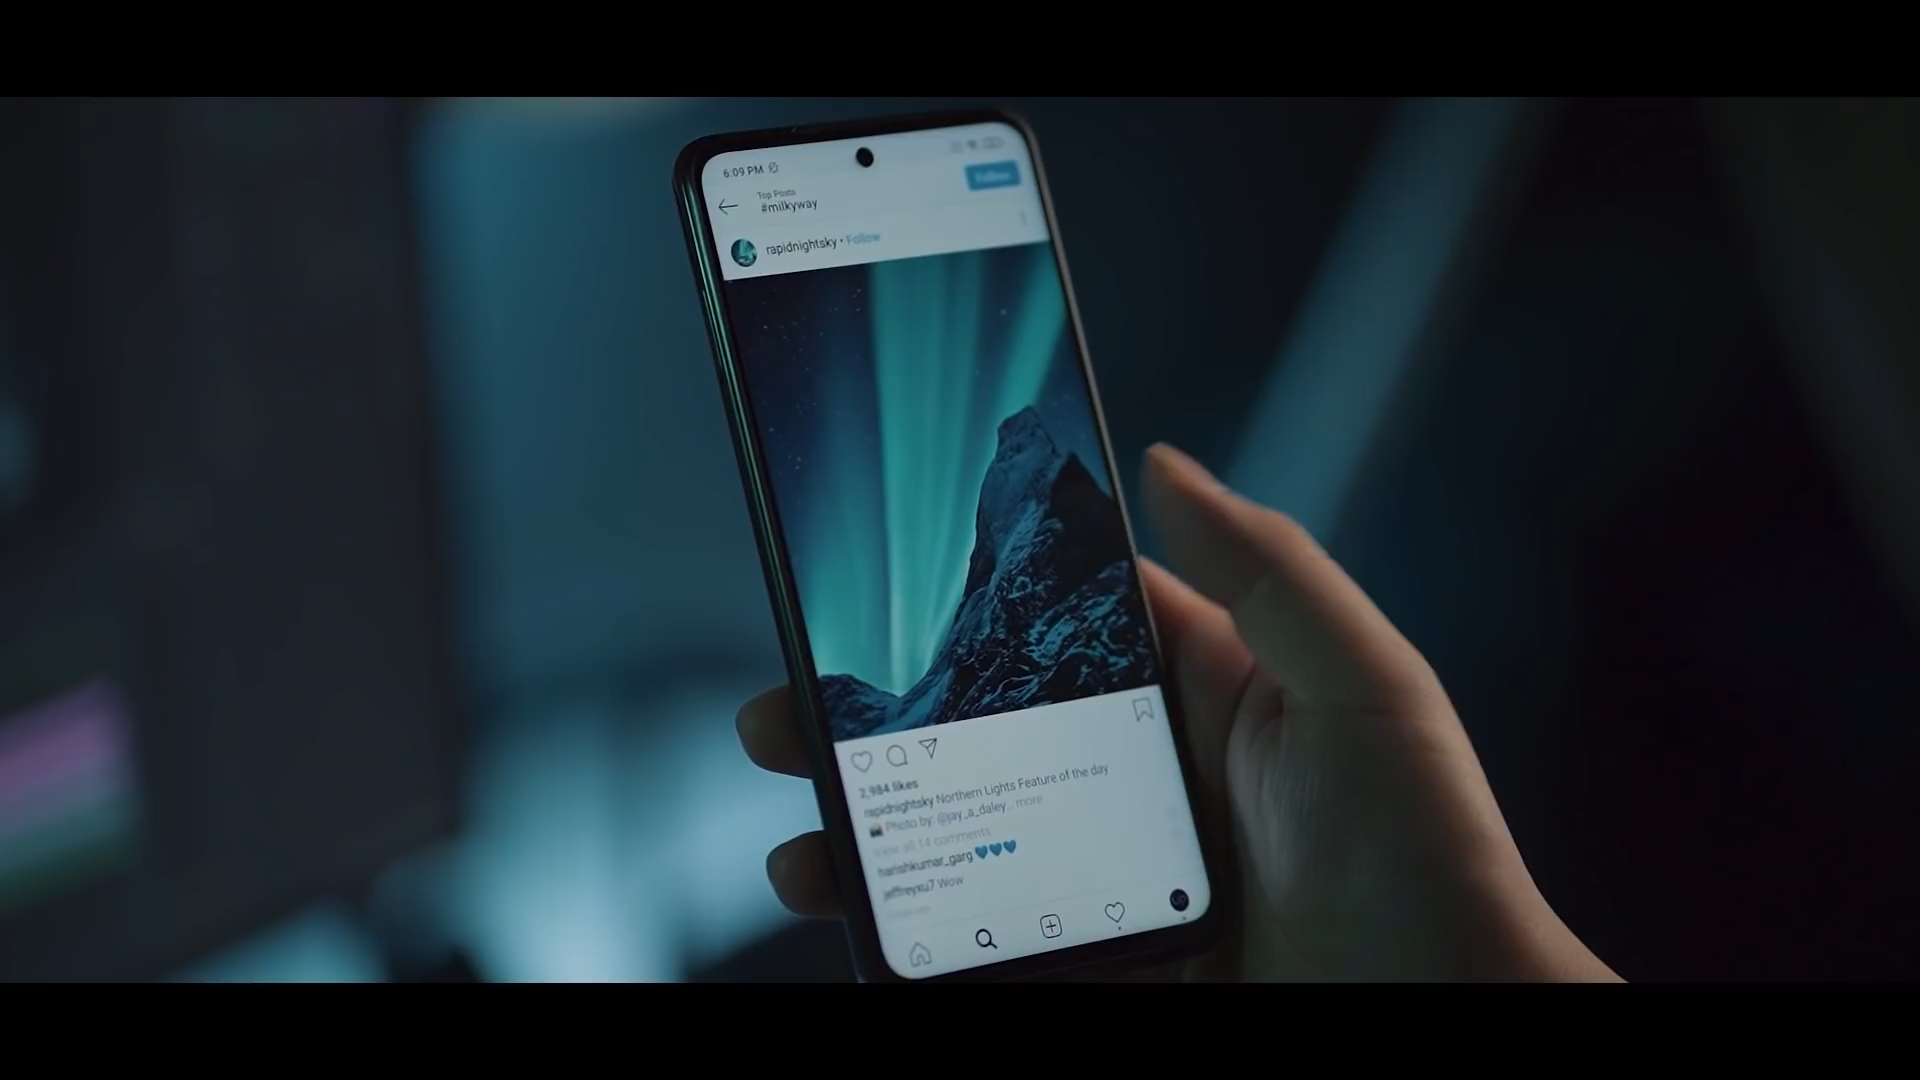 6:09 PM
Top Posts
#milkyway
Follow
rapidnightsky • Follow
2,984 likes
rapidnightsky Northern Lights Feature of the day
📸 Photo by: @jay_a_daley... more
View all 14 comments
harishkumar_garg 💙💙💙
jeffreyxu7 Wow